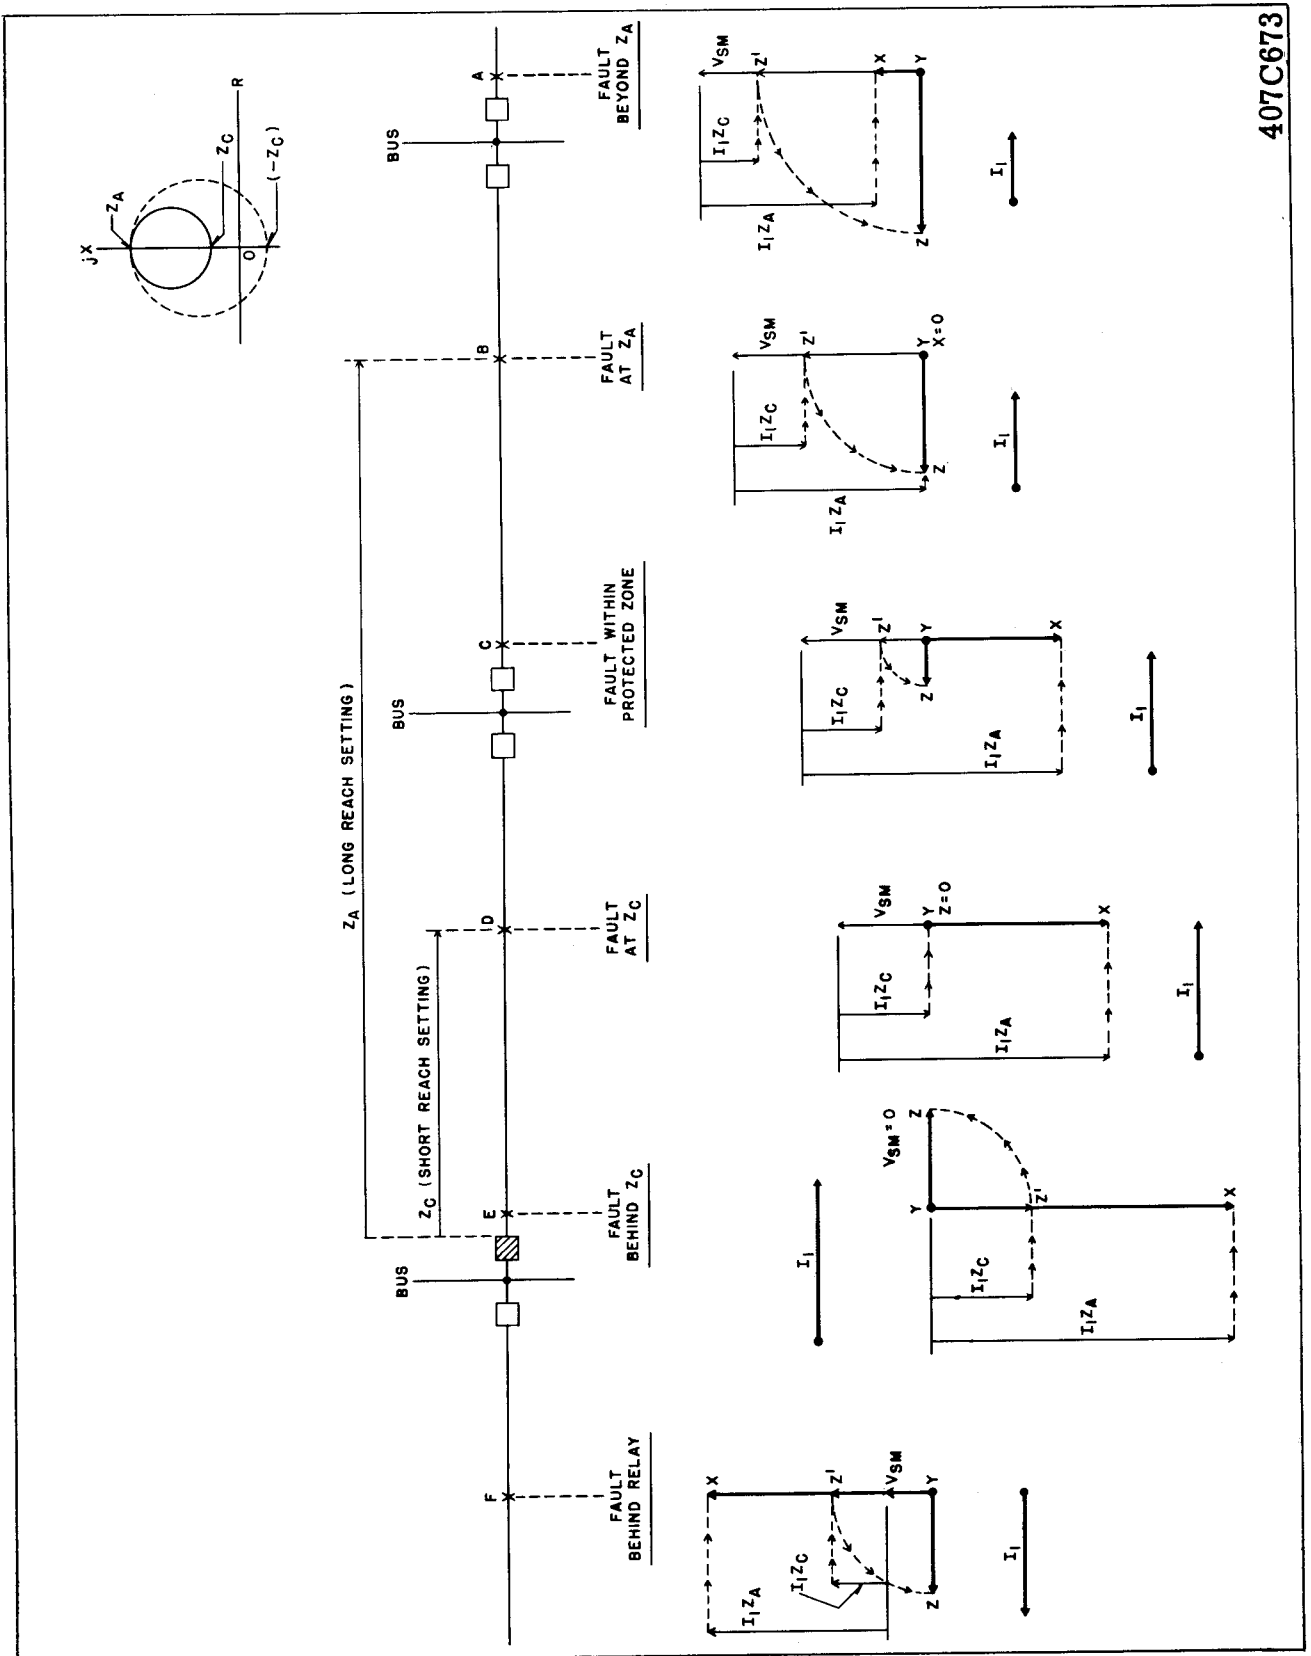 jX
ZA
ZC
(-ZC)
O
R
ZA (LONG REACH SETTING)
ZC (SHORT REACH SETTING)
BUS
BUS
BUS
F
E
D
C
B
A
FAULT
BEHIND RELAY
FAULT
BEHIND ZC
FAULT
AT ZC
FAULT WITHIN
PROTECTED ZONE
FAULT
AT ZA
FAULT
BEYOND ZA
X
I1ZA
Z'
I1ZC
VSM
Z
Y
I1
I1
VSM=0
Z
Y
I1ZC
Z'
I1ZA
X
VSM
I1ZC
Y
Z=0
I1ZA
X
I1
VSM
I1ZC
Z'
Z
Y
I1ZA
X
I1
VSM
I1ZC
Z'
I1ZA
Z
Y
X=0
I1
VSM
I1ZC
Z'
I1ZA
X
Z
Y
I1
407C673